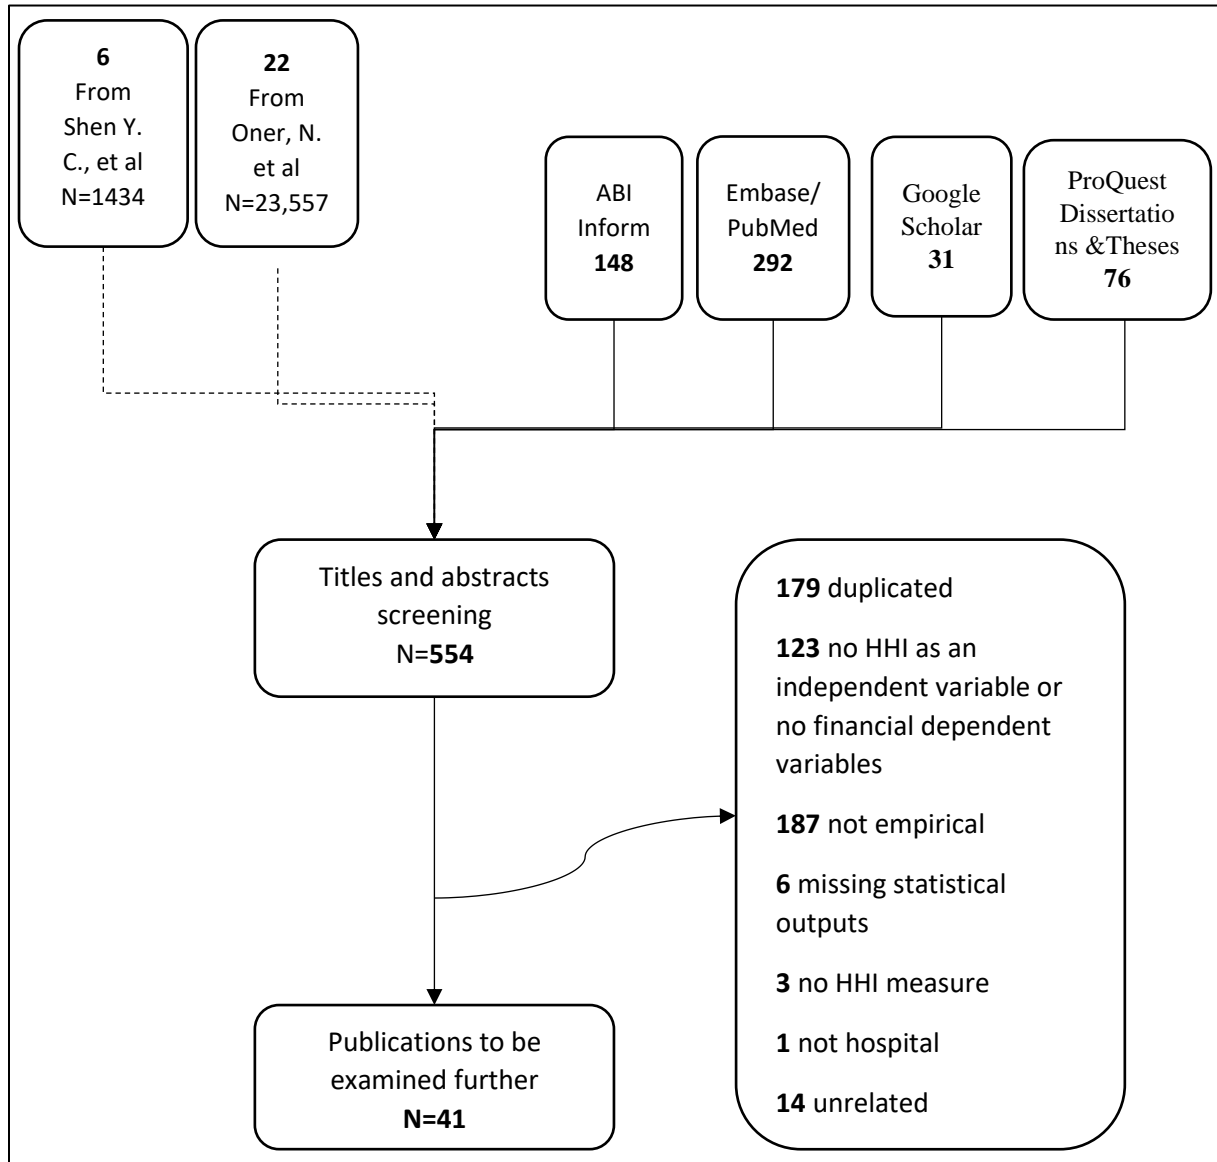 6
From
Shen Y.
C., et al
N=1434
22
From
Oner, N.
et al
N=23,557
ABI
Inform
148
Embase/
PubMed
292
Google
Scholar
31
ProQuest
Dissertatio
ns &Theses
76
Titles and abstracts
screening
N=554
179 duplicated
123 no HHI as an
independent variable or
no financial dependent
variables
187 not empirical
6 missing statistical
outputs
3 no HHI measure
1 not hospital
14 unrelated
Publications to be
examined further
N=41